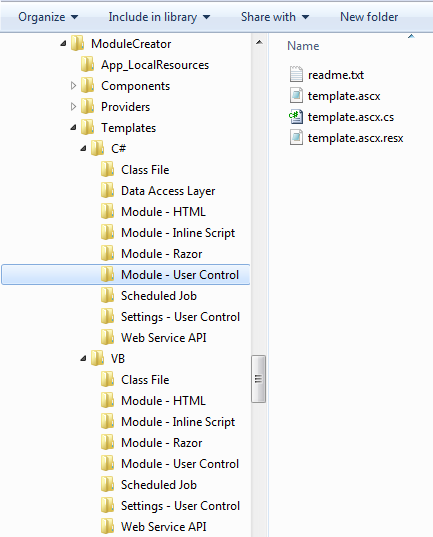 Organize Include in library Share with New folder
ModuleCreator
App_LocalResources
Components
Providers
Templates
C#
Class File
Data Access Layer
Module - HTML
Module - Inline Script
Module - Razor
Module - User Control
Scheduled Job
Settings - User Control
Web Service API
VB
Class File
Module - HTML
Module - Inline Script
Module - Razor
Module - User Control
Scheduled Job
Settings - User Control
Web Service API
Name
readme.txt
template.ascx
template.ascx.cs
template.ascx.resx